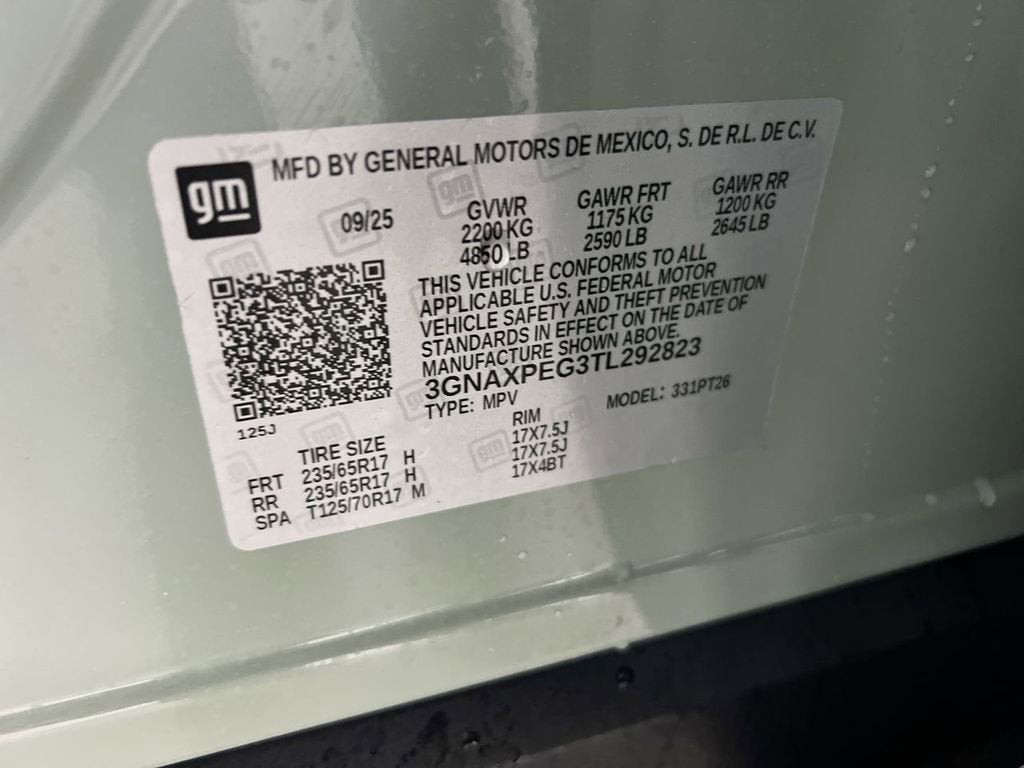 gm
MFD BY GENERAL MOTORS DE MEXICO, S. DE R.L. DE C.V.
09/25
GVWR
2200 KG
4850 LB
GAWR FRT
1175 KG
2590 LB
GAWR RR
1200 KG
2645 LB
THIS VEHICLE CONFORMS TO ALL
APPLICABLE U.S. FEDERAL MOTOR
VEHICLE SAFETY AND THEFT PREVENTION
STANDARDS IN EFFECT ON THE DATE OF
MANUFACTURE SHOWN ABOVE.
3GNAXPEG3TL292823
TYPE: MPV
MODEL: 331PT26
125J
TIRE SIZE
RIM
FRT 235/65R17 H 17X7.5J
RR 235/65R17 H 17X7.5J
SPA T125/70R17 M 17X4BT